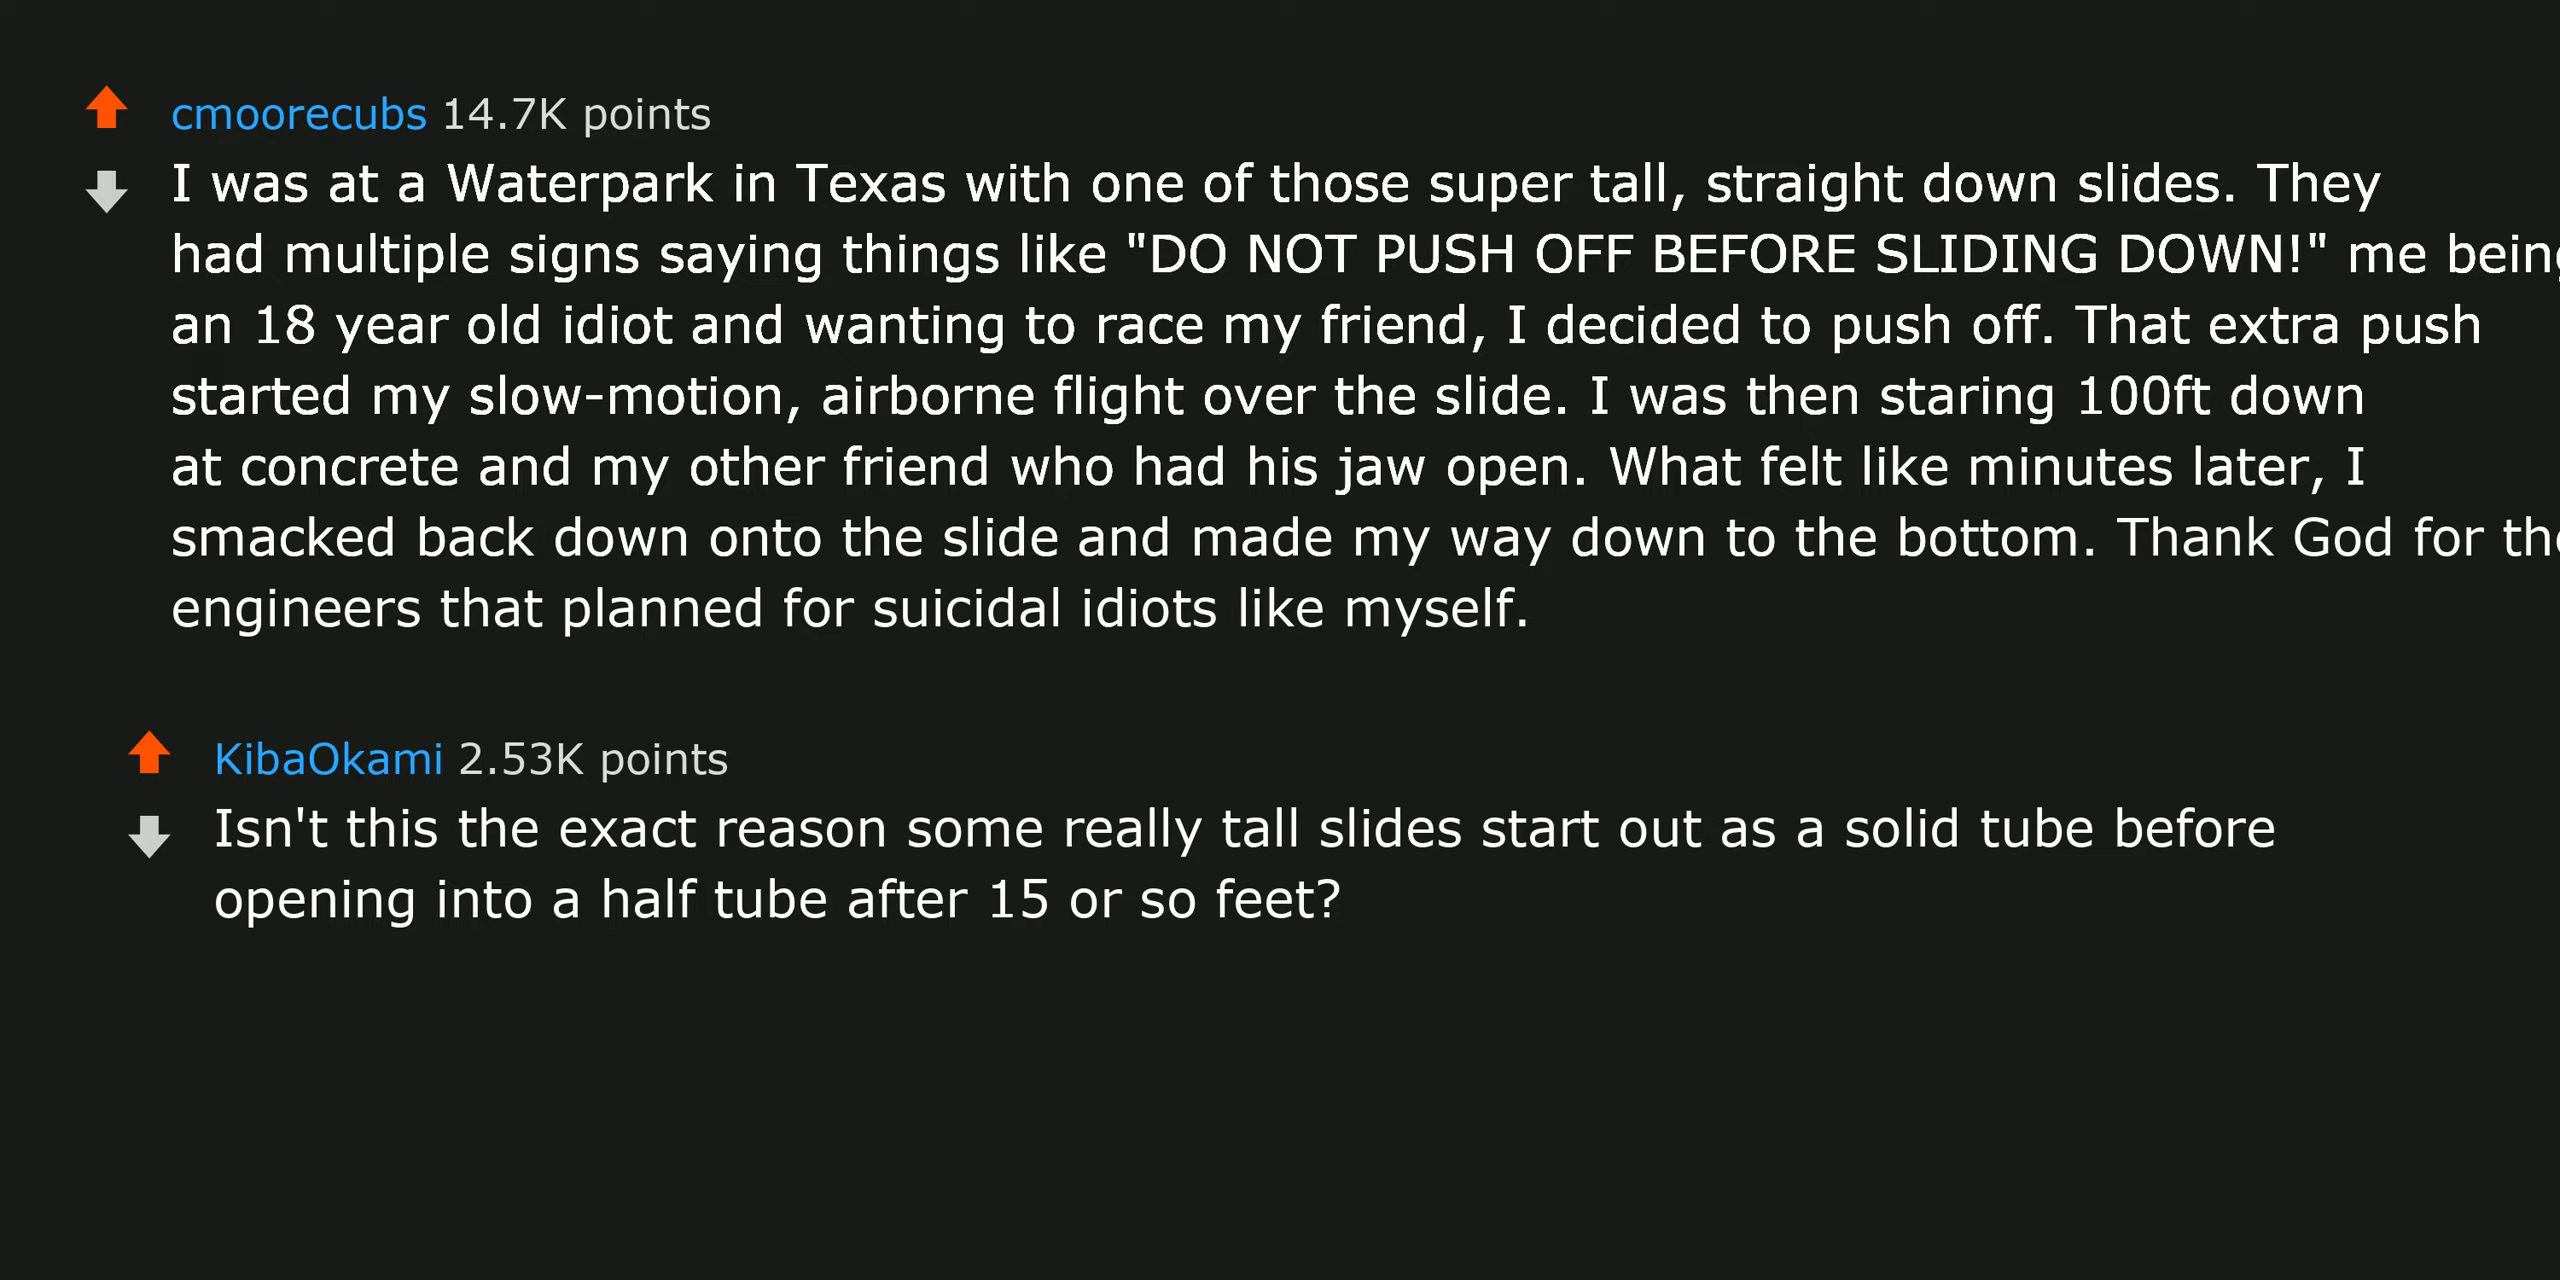 cmoorecubs 14.7K points
I was at a Waterpark in Texas with one of those super tall, straight down slides. They
had multiple signs saying things like "DO NOT PUSH OFF BEFORE SLIDING DOWN!" me being
an 18 year old idiot and wanting to race my friend, I decided to push off. That extra push
started my slow-motion, airborne flight over the slide. I was then staring 100ft down
at concrete and my other friend who had his jaw open. What felt like minutes later, I
smacked back down onto the slide and made my way down to the bottom. Thank God for the
engineers that planned for suicidal idiots like myself.
KibaOkami 2.53K points
Isn't this the exact reason some really tall slides start out as a solid tube before
opening into a half tube after 15 or so feet?